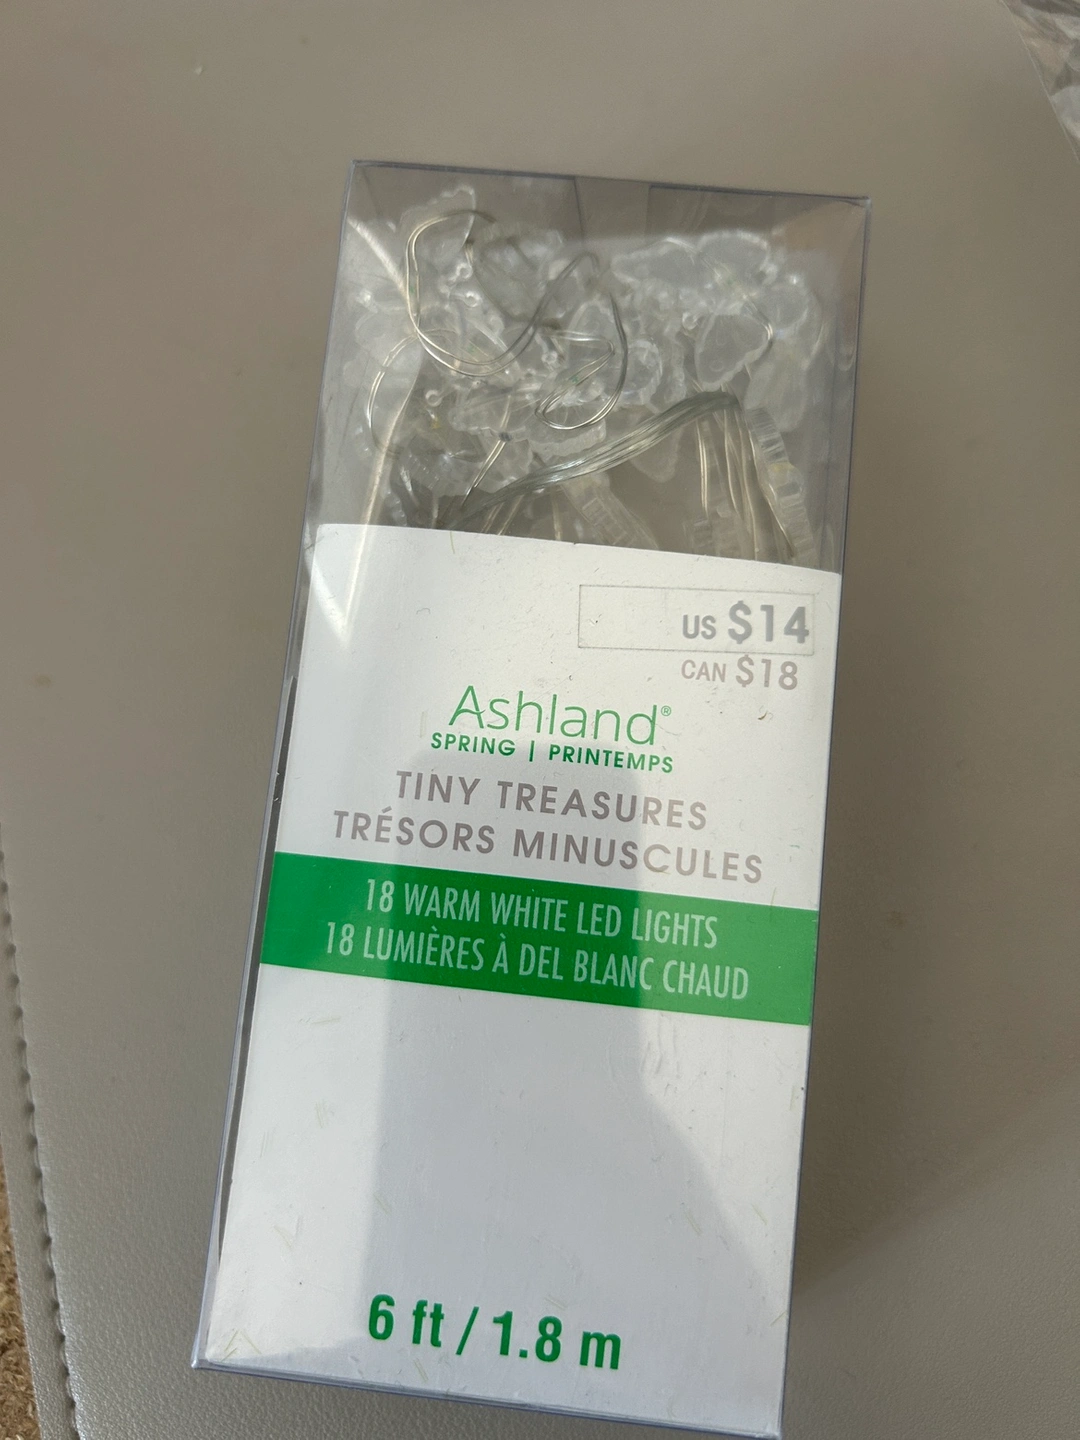 US $14
CAN $18
Ashland®
SPRING | PRINTEMPS
TINY TREASURES
TRÉSORS MINUSCULES
18 WARM WHITE LED LIGHTS
18 LUMIÈRES À DEL BLANC CHAUD
6 ft / 1.8 m